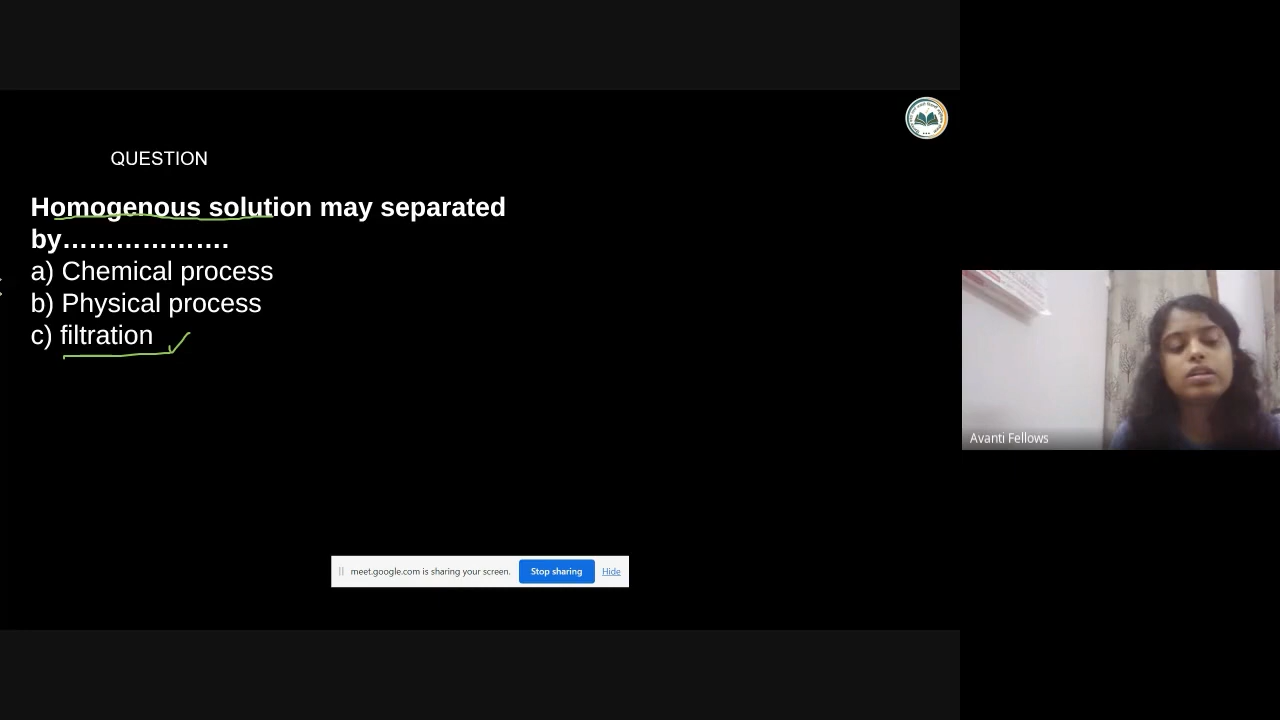 QUESTION
Homogenous solution may separated
by……………….
a) Chemical process
b) Physical process
c) filtration
Avanti Fellows
meet.google.com is sharing your screen.
Stop sharing
Hide